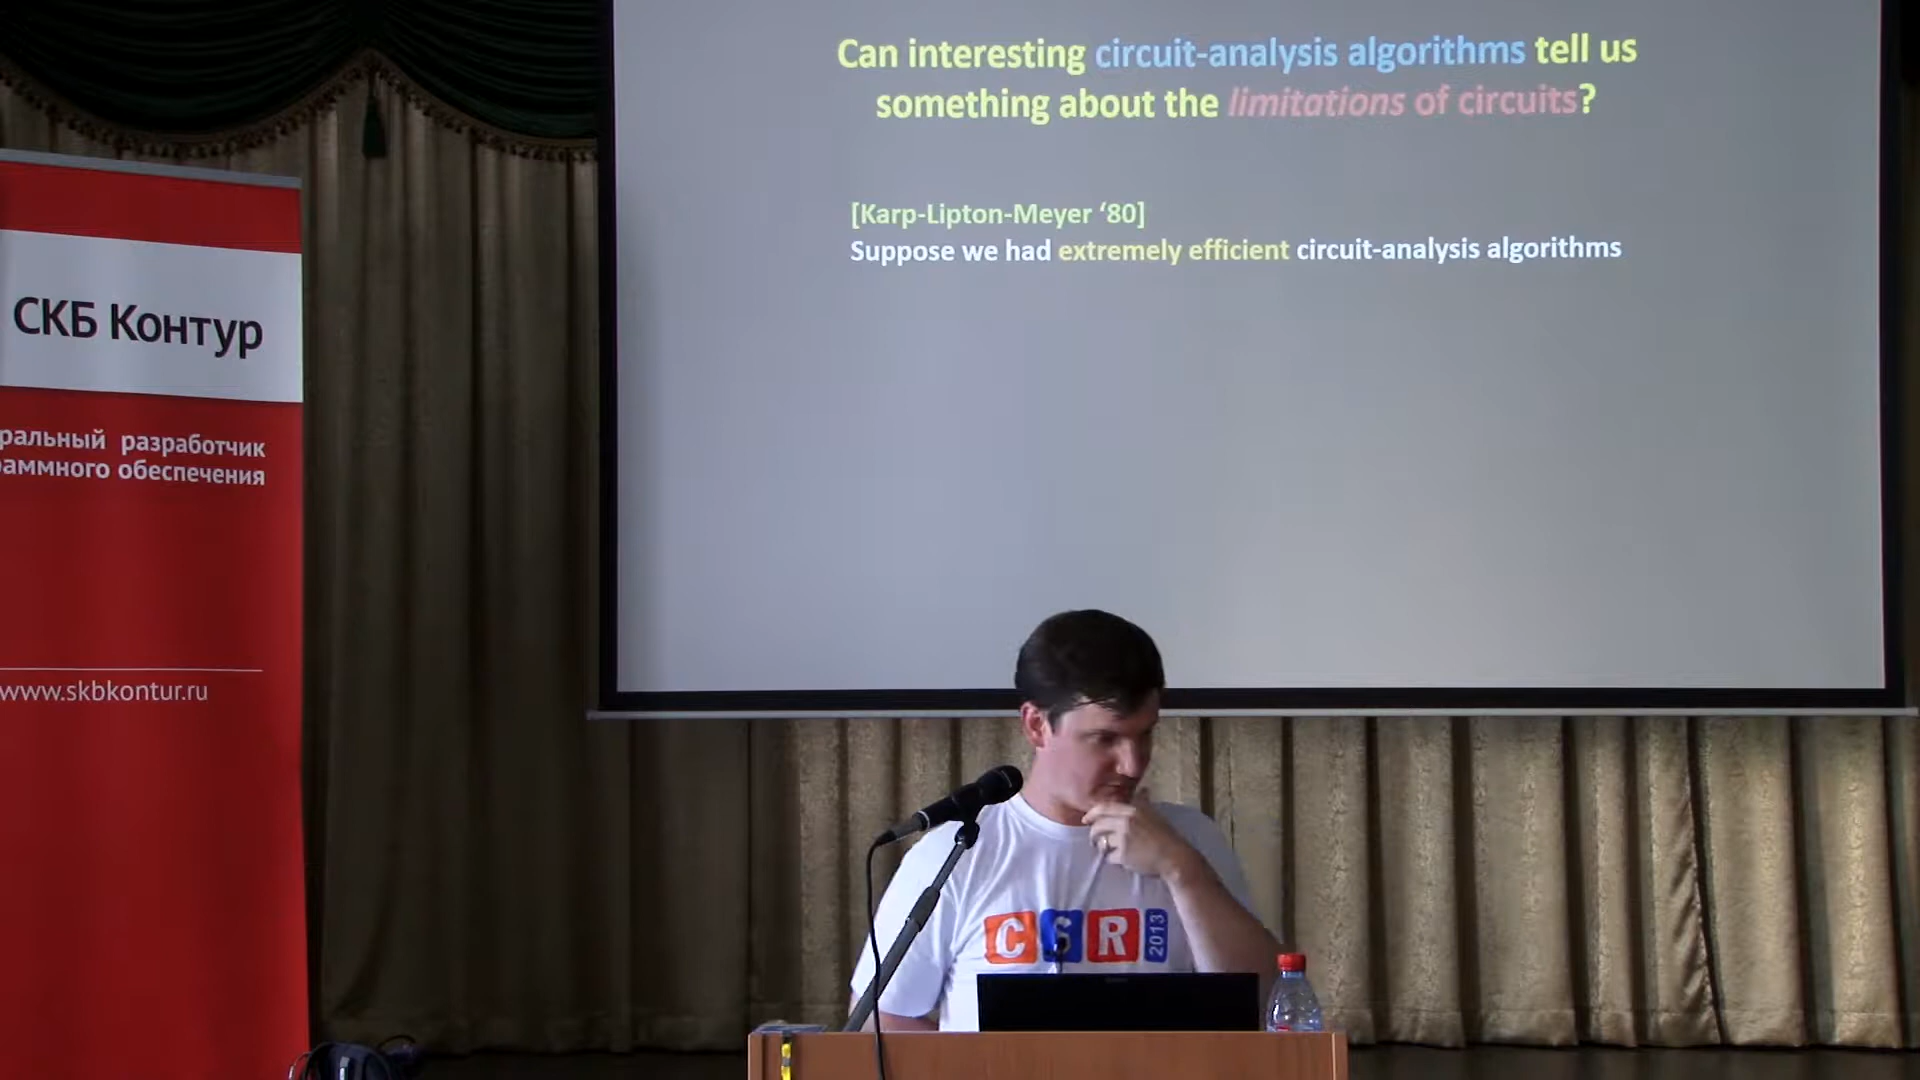 Can interesting circuit-analysis algorithms tell us
something about the limitations of circuits?
[Karp-Lipton-Meyer ‘80]
Suppose we had extremely efficient circuit-analysis algorithms
СКБ Контур
ральный разработчик
раммного обеспечения
www.skbkontur.ru
CSR 2013